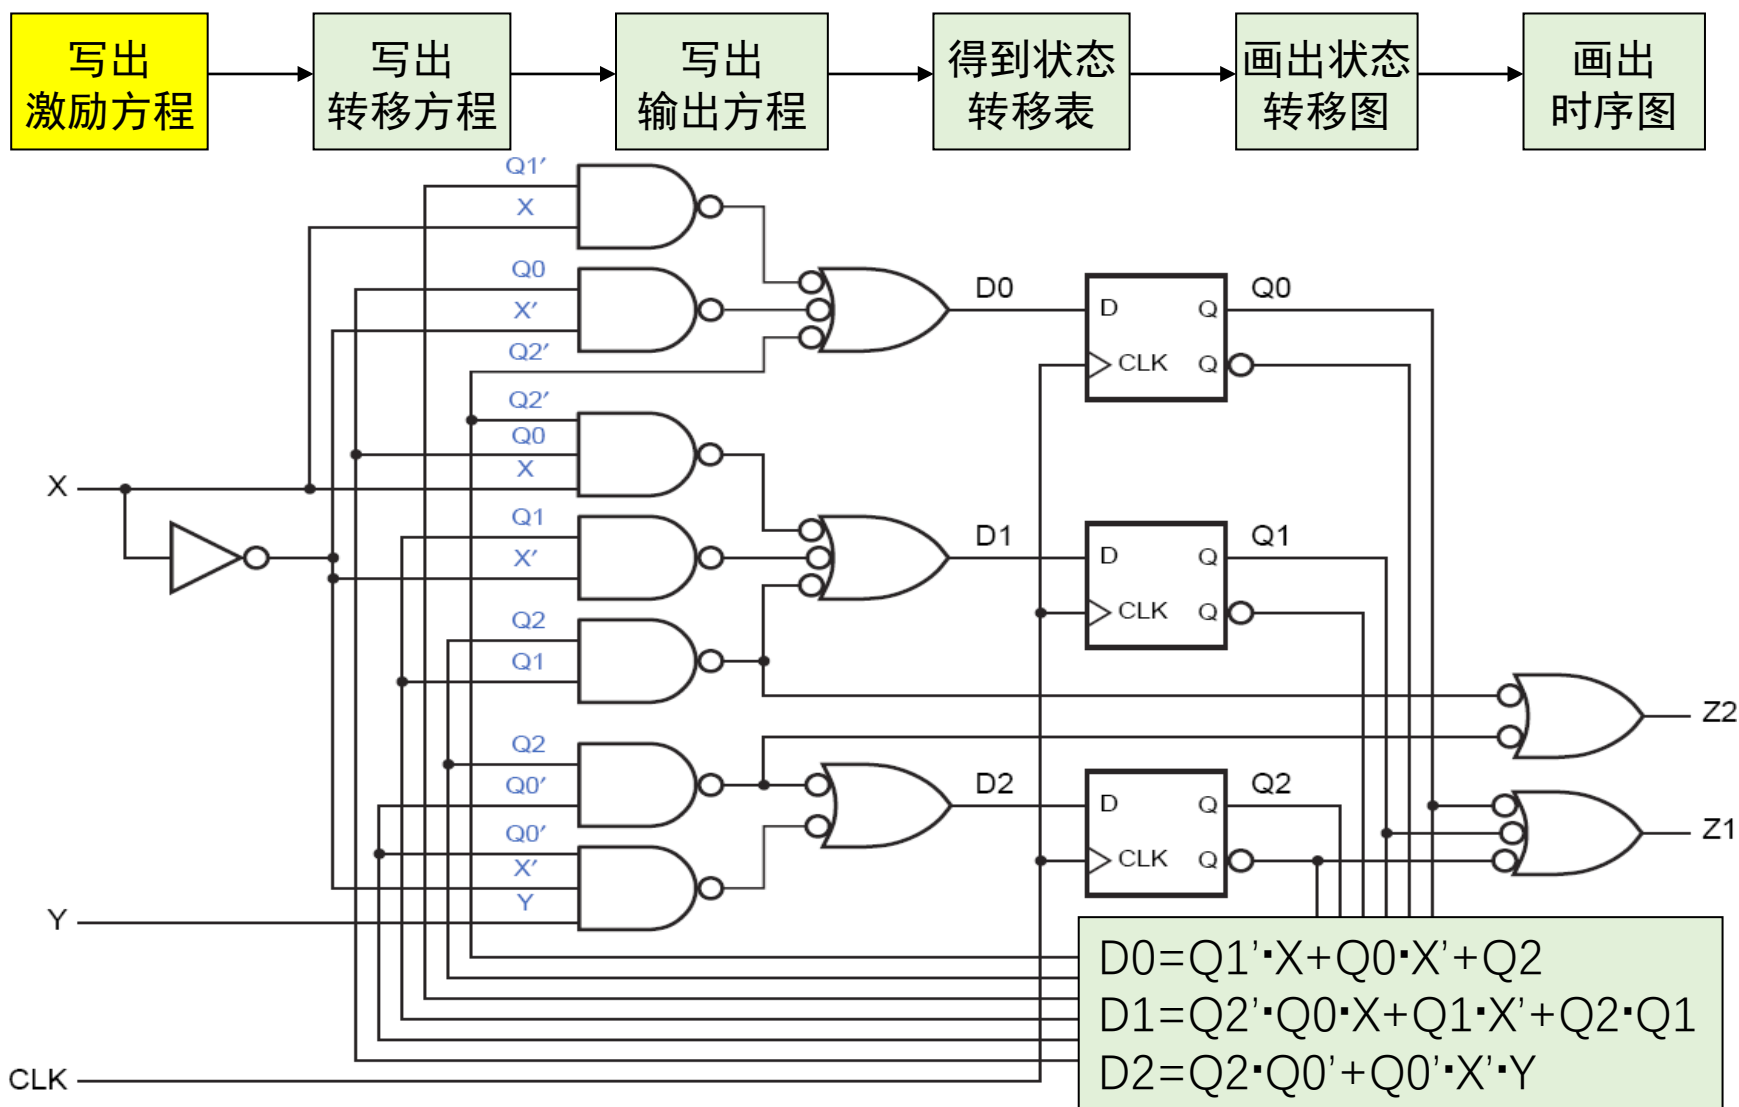 写出
激励方程
写出
转移方程
写出
输出方程
得到状态
转移表
画出状态
转移图
画出
时序图
Q1′
X
Q0
X′
Q2′
D0
D
Q
Q0
CLK
Q
Q2′
Q0
X
X
Q1
X′
D1
D
Q
Q1
CLK
Q
Q2
Q1
Z2
Q2
Q0′
D2
D
Q
Q2
Q0′
X′
Y
CLK
Q
Z1
Y
D0=Q1'·X+Q0·X'+Q2
D1=Q2'·Q0·X+Q1·X'+Q2·Q1
D2=Q2·Q0'+Q0'·X'·Y
CLK